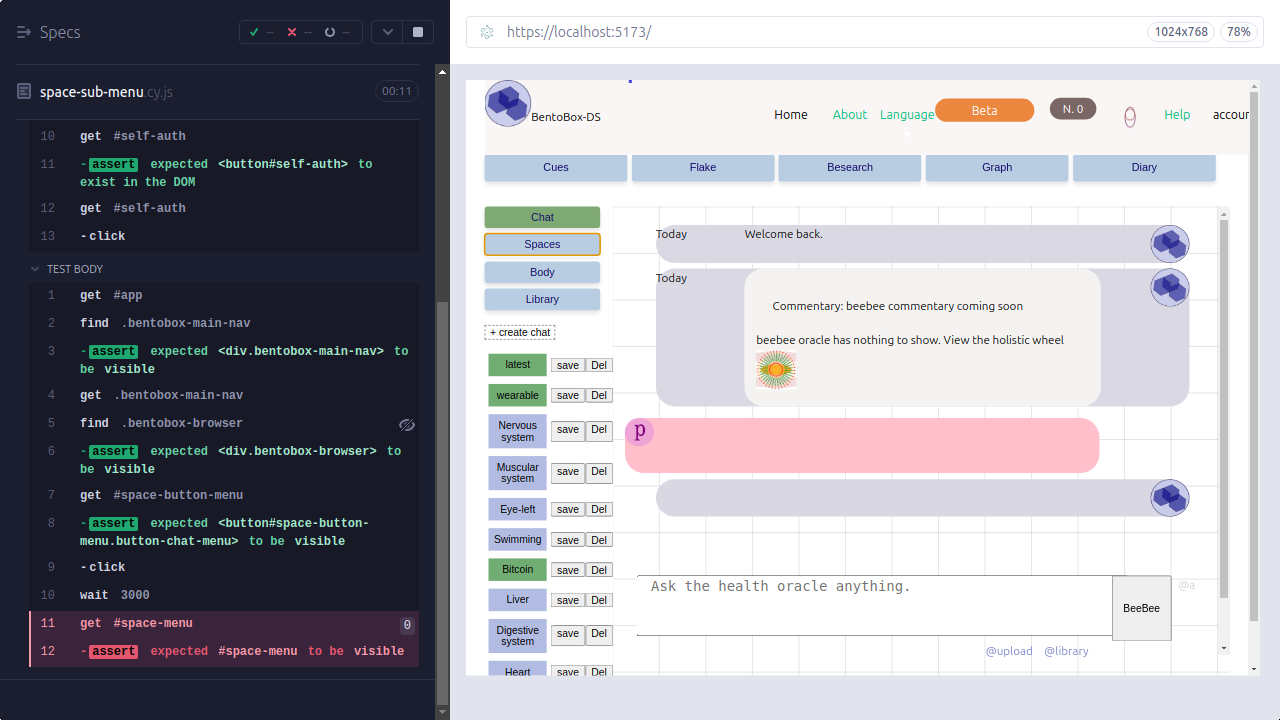 Specs
--
--
--
space-sub-menu.cy.js
00:11
10 get #self-auth
11 -assert expected <button#self-auth> to
exist in the DOM
12 get #self-auth
13 -click
TEST BODY
1 get #app
2 find .bentobox-main-nav
3 -assert expected <div.bentobox-main-nav> to
be visible
4 get .bentobox-main-nav
5 find .bentobox-browser
6 -assert expected <div.bentobox-browser> to
be visible
7 get #space-button-menu
8 -assert expected <button#space-button-
menu.button-chat-menu> to be visible
9 -click
10 wait 3000
11 get #space-menu 0
12 -assert expected #space-menu to be visible
https://localhost:5173/
1024x768 78%
BentoBox-DS
Home About Language Beta N. 0 Help accour
Cues Flake Besearch Graph Diary
Chat
Spaces
Body
Library
+ create chat
latest save Del
wearable save Del
Nervous
system save Del
Muscular
system save Del
Eye-left save Del
Swimming save Del
Bitcoin save Del
Liver save Del
Digestive
system save Del
Heart save Del
Today Welcome back.
Today
Commentary: beebee commentary coming soon
beebee oracle has nothing to show. View the holistic wheel
p
Ask the health oracle anything.
BeeBee
@a
@upload @library